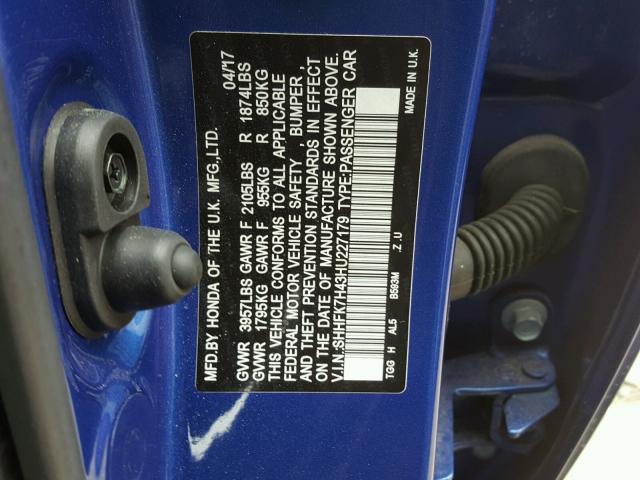 MFD.BY HONDA OF THE U.K. MFG.,LTD. 04/17
GVWR 3957LBS GAWR F 2105LBS R 1874LBS
GVWR 1795KG GAWR F 955KG R 850KG
THIS VEHICLE CONFORMS TO ALL APPLICABLE
FEDERAL MOTOR VEHICLE SAFETY , BUMPER ,
AND THEFT PREVENTION STANDARDS IN EFFECT
ON THE DATE OF MANUFACTURE SHOWN ABOVE.
V.I.N.:SHHFK7H43HU227179 TYPE:PASSENGER CAR
TGG H AL5 B593M Z U MADE IN U.K.